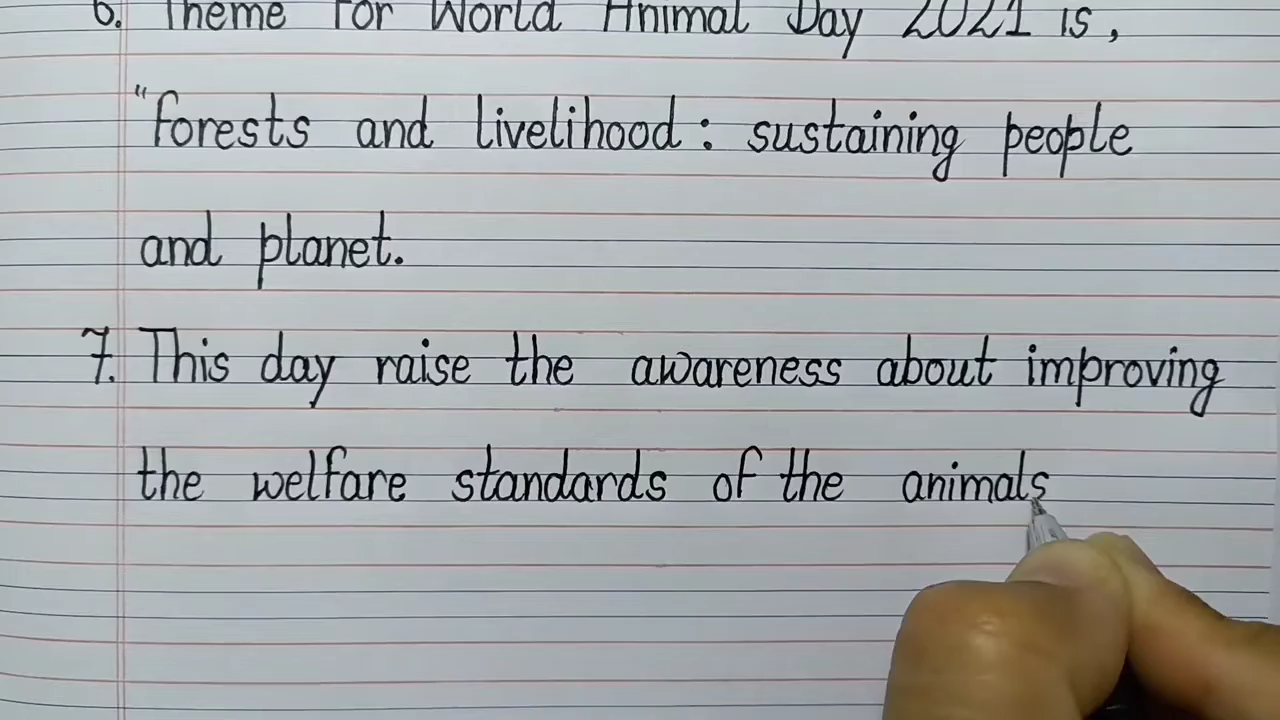 6. Theme for World Animal Day 2021 is,
"forests and livelihood: sustaining people
and planet.
7. This day raise the awareness about improving
the welfare standards of the animals